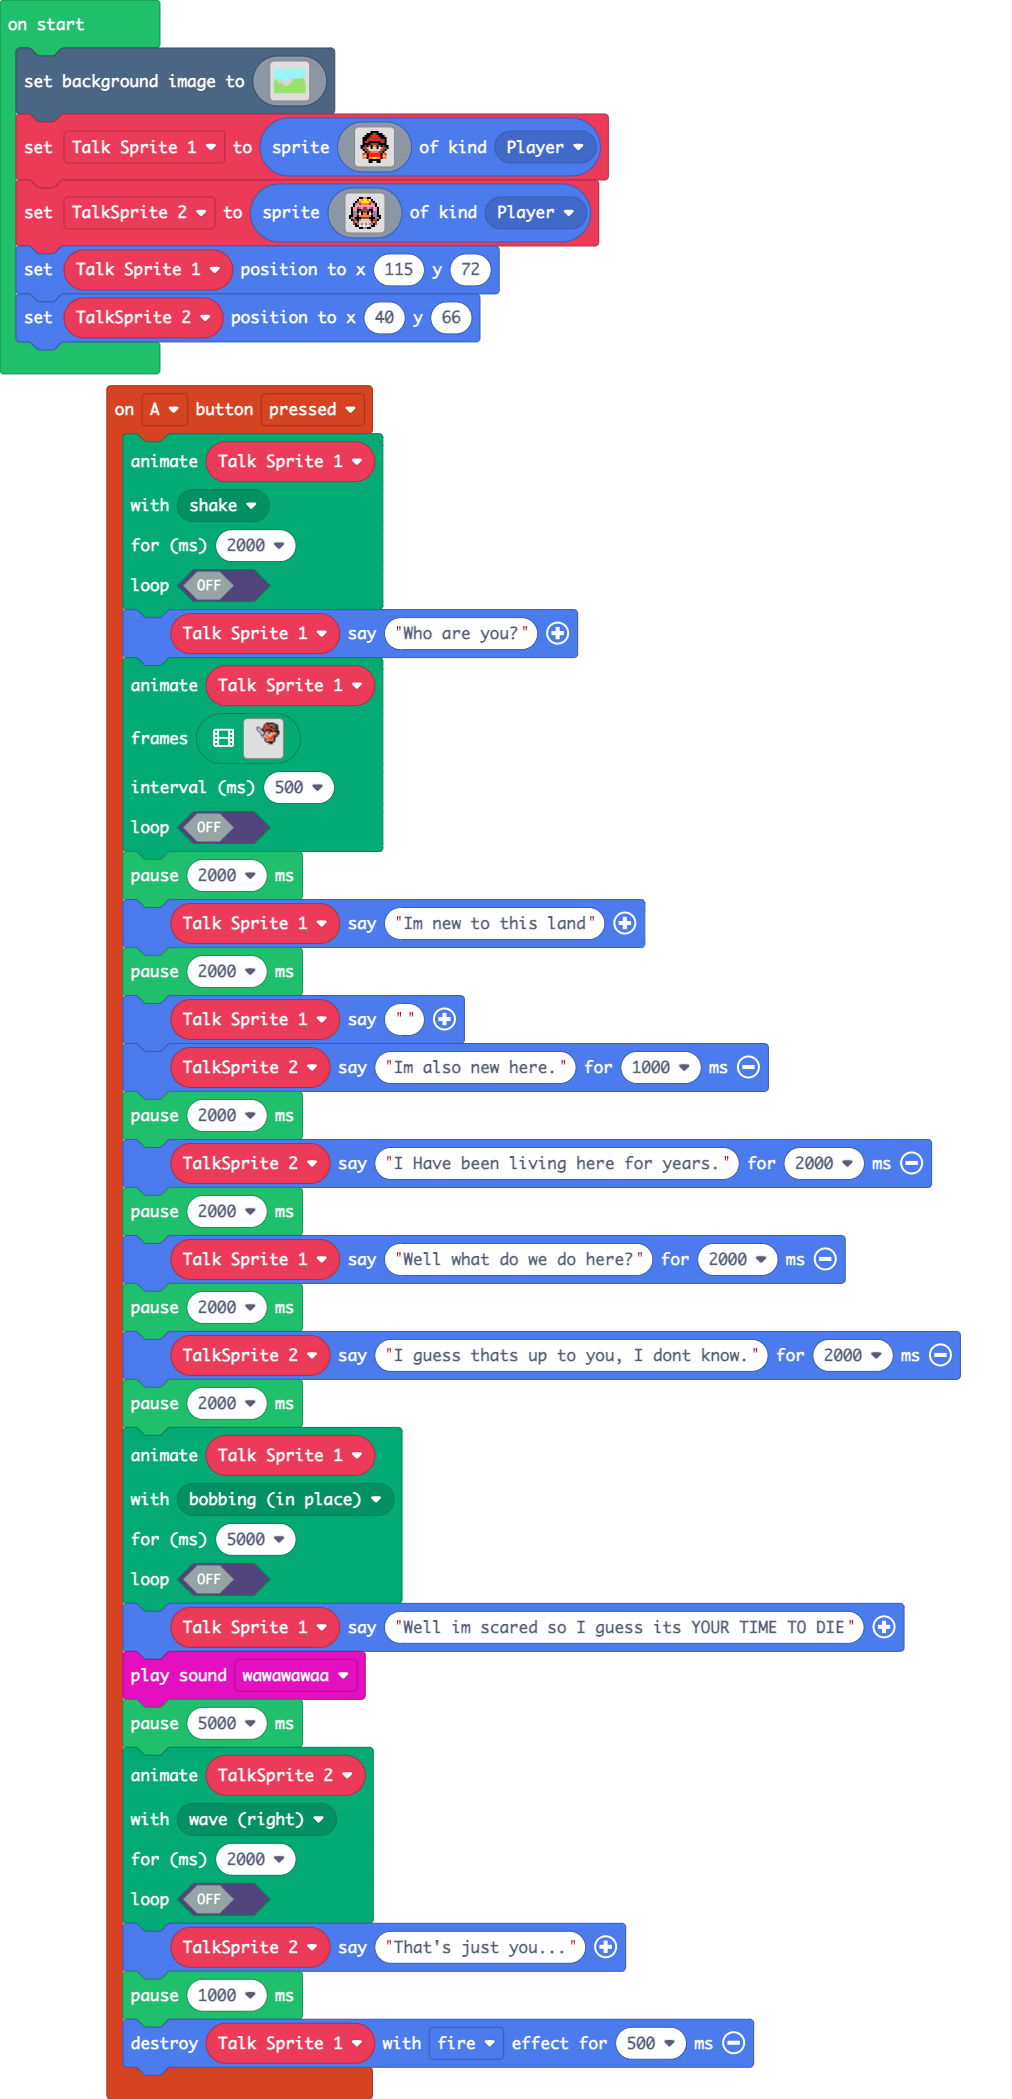 on start
set background image to
set Talk Sprite 1 to sprite of kind Player
set TalkSprite 2 to sprite of kind Player
set Talk Sprite 1 position to x 115 y 72
set TalkSprite 2 position to x 40 y 66
on A button pressed
animate Talk Sprite 1
with shake
for (ms) 2000
loop OFF
Talk Sprite 1 say "Who are you?"
animate Talk Sprite 1
frames
interval (ms) 500
loop OFF
pause 2000 ms
Talk Sprite 1 say "Im new to this land"
pause 2000 ms
Talk Sprite 1 say " "
TalkSprite 2 say "Im also new here." for 1000 ms
pause 2000 ms
TalkSprite 2 say "I Have been living here for years." for 2000 ms
pause 2000 ms
Talk Sprite 1 say "Well what do we do here?" for 2000 ms
pause 2000 ms
TalkSprite 2 say "I guess thats up to you, I dont know." for 2000 ms
pause 2000 ms
animate Talk Sprite 1
with bobbing (in place)
for (ms) 5000
loop OFF
Talk Sprite 1 say "Well im scared so I guess its YOUR TIME TO DIE"
play sound wawawawaa
pause 5000 ms
animate TalkSprite 2
with wave (right)
for (ms) 2000
loop OFF
TalkSprite 2 say "That's just you..."
pause 1000 ms
destroy Talk Sprite 1 with fire effect for 500 ms